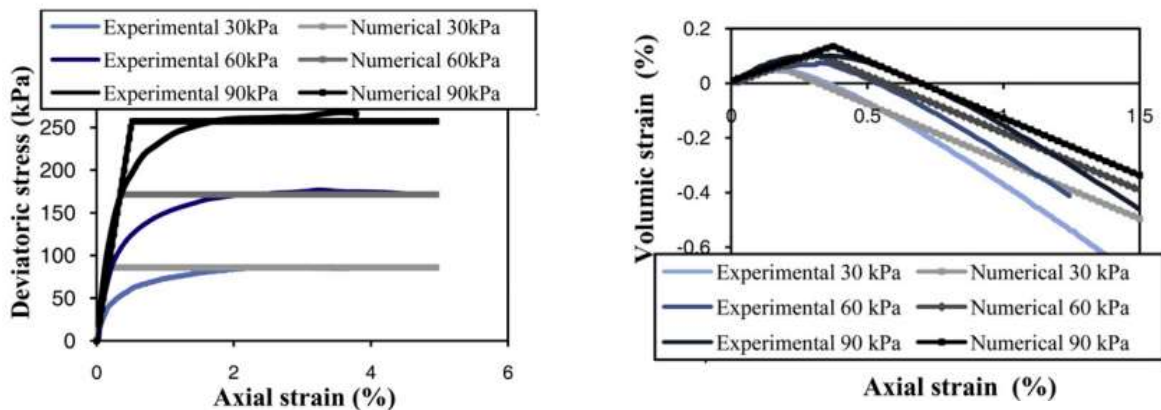 Experimental 30kPa Numerical 30kPa
Experimental 60kPa Numerical 60kPa
Experimental 90kPa Numerical 90kPa
Deviatoric stress (kPa)
250
200
150
100
50
0
0 2 4 6
Axial strain (%)
Volumic strain (%)
0.2
0
-0.2
-0.4
-0.6
0.5 1 15
Experimental 30 kPa Numerical 30 kPa
Experimental 60 kPa Numerical 60 kPa
Experimental 90 kPa Numerical 90 kPa
Axial strain (%)